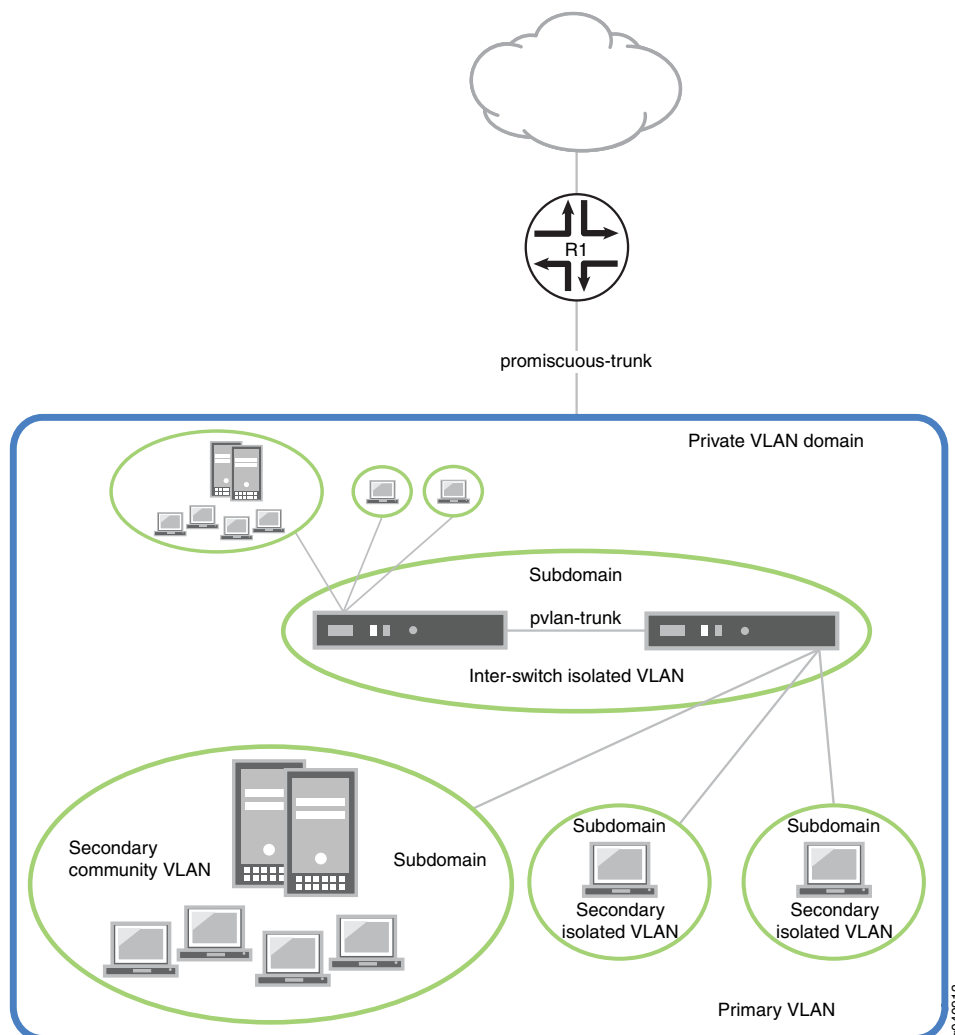 R1
promiscuous-trunk
Private VLAN domain
Subdomain
pvlan-trunk
Inter-switch isolated VLAN
Secondary
community VLAN
Subdomain
Subdomain
Secondary
isolated VLAN
Subdomain
Secondary
isolated VLAN
Primary VLAN